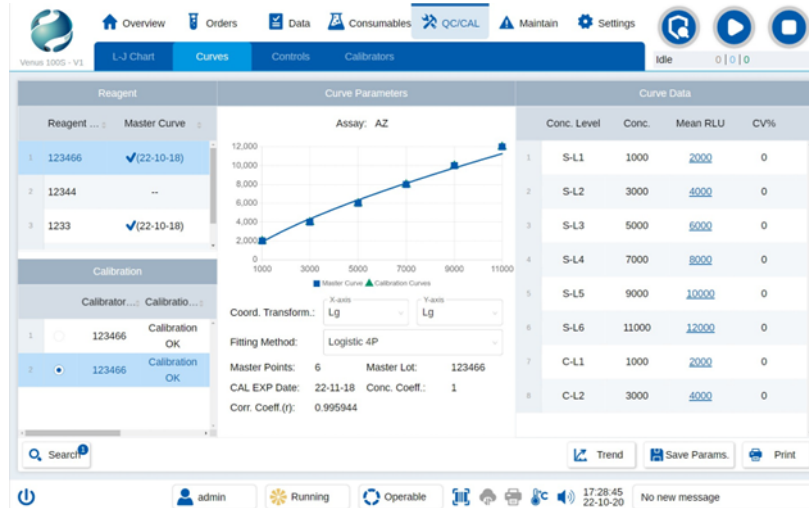 Overview Orders Data Consumables QC/CAL Maintain Settings
Venus 100S - V1
L-J Chart Curves Controls Calibrators
Idle 0 | 0 | 0
Reagent
Reagent ... Master Curve
1 123466 (22-10-18)
2 12344 --
3 1233 (22-10-18)
Calibration
Calibrator... Calibratio...
1 123466 Calibration OK
2 123466 Calibration OK
Search 1
Curve Parameters
Assay: AZ
12,000
10,000
8,000
6,000
4,000
2,000
0
1000 3000 5000 7000 9000 11000
Master Curve Calibration Curves
X-axis Y-axis
Coord. Transform.: Lg Lg
Fitting Method: Logistic 4P
Master Points: 6 Master Lot: 123466
CAL EXP Date: 22-11-18 Conc. Coeff.: 1
Corr. Coeff.(r): 0.995944
Curve Data
Conc. Level Conc. Mean RLU CV%
1 S-L1 1000 2000 0
2 S-L2 3000 4000 0
3 S-L3 5000 6000 0
4 S-L4 7000 8000 0
5 S-L5 9000 10000 0
6 S-L6 11000 12000 0
7 C-L1 1000 2000 0
8 C-L2 3000 4000 0
Trend Save Params. Print
admin Running Operable °C 17:28:45 No new message
22-10-20